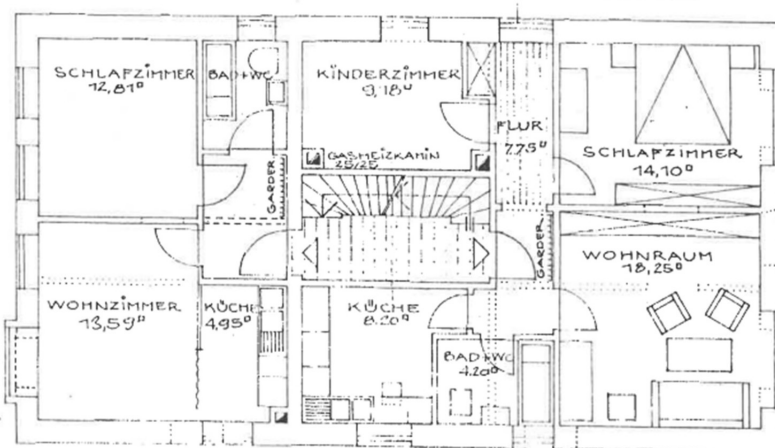 SCHLAFZIMMER
12,81□
BAD+WC
KINDERZIMMER
9,18□
FLUR
7.75□
SCHLAFZIMMER
14,10□
GASHEIZKAMIN
25/25
GARDER.
GARDER.
WOHNRAUM
18,25□
WOHNZIMMER
13,59□
KÜCHE
4,95□
KÜCHE
8.20□
BAD+WC
4.20□